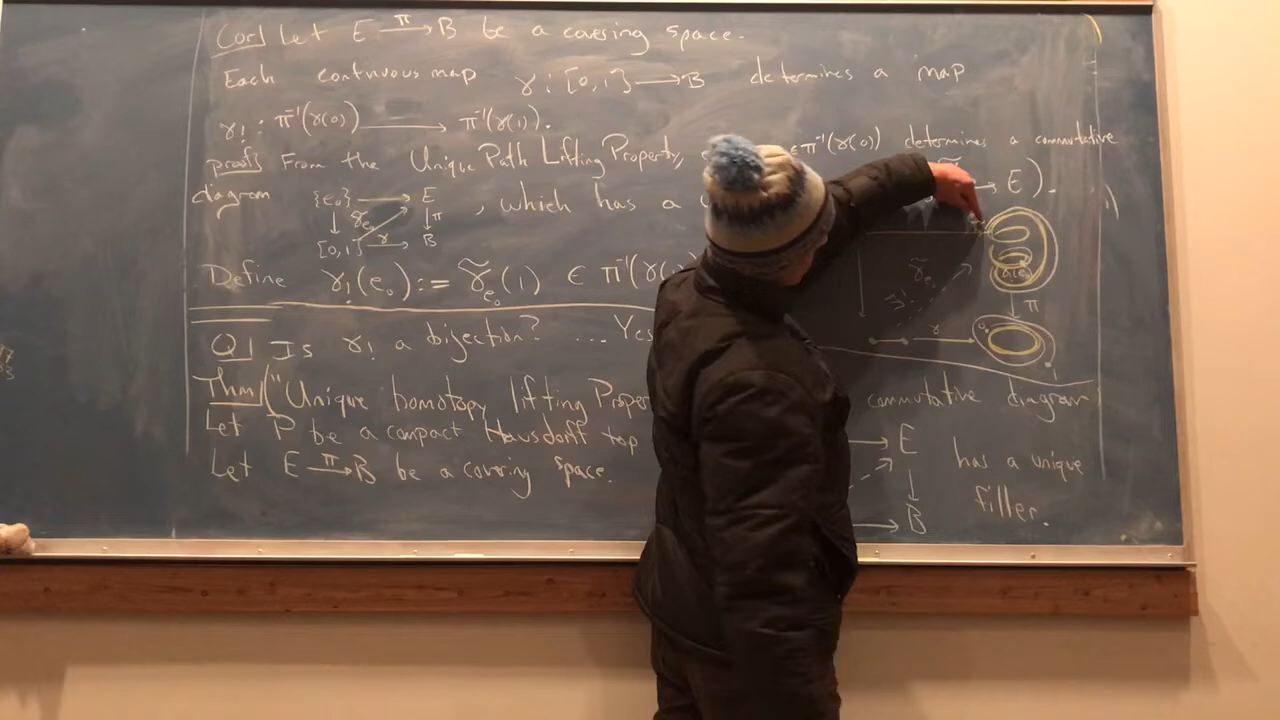 Cor] Let E —π→ B be a covering space.
Each continuous map γ: [0,1] → B determines a map
γ! : π⁻¹(γ(0)) → π⁻¹(γ(1)).
proof] From the Unique Path Lifting Property, ∈ π⁻¹(γ(0)) determines a commutative
diagram {e₀} → E , which has a → E).
γ̃e₀ ↓ ↓π
[0,1] —γ→ B
Define γ!(e₀) := γ̃e₀(1) ∈ π⁻¹(γ(
∃! γ̃e₀ ↓π
γ
Q] Is γ! a bijection? ... Yes
Thm] ("Unique homotopy lifting Proper commutative diagram
Let P be a compact Hausdorff top → E has a unique
Let E —π→ B be a covering space. ↓ filler.
→ B